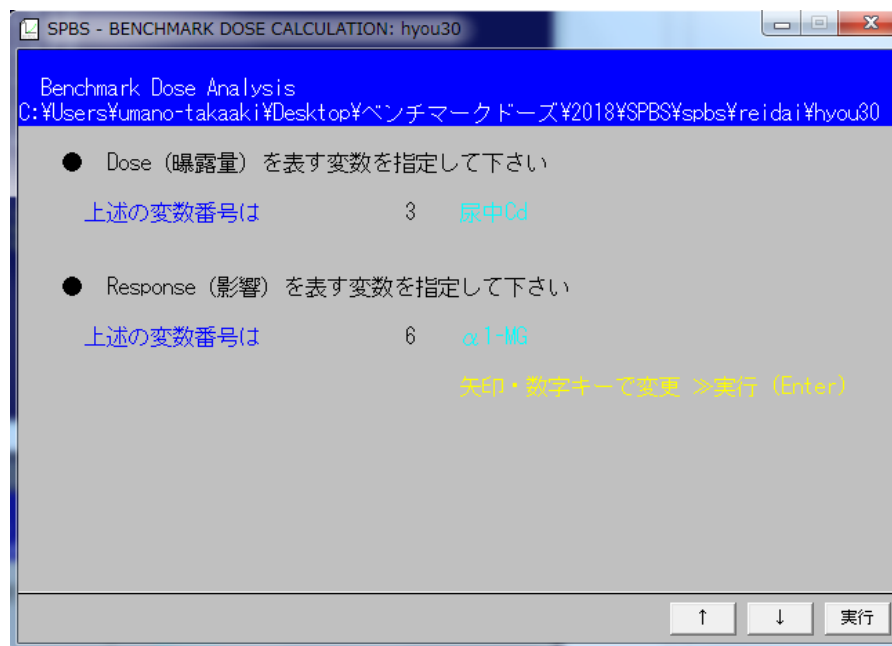 SPBS - BENCHMARK DOSE CALCULATION: hyou30
Benchmark Dose Analysis
C:¥Users¥umano-takaaki¥Desktop¥ベンチマークドーズ¥2018¥SPBS¥spbs¥reidai¥hyou30
● Dose（曝露量）を表す変数を指定して下さい
上述の変数番号は 3 尿中Cd
● Response（影響）を表す変数を指定して下さい
上述の変数番号は 6 α1-MG
矢印・数字キーで変更 ≫実行（Enter）
↑ ↓ 実行